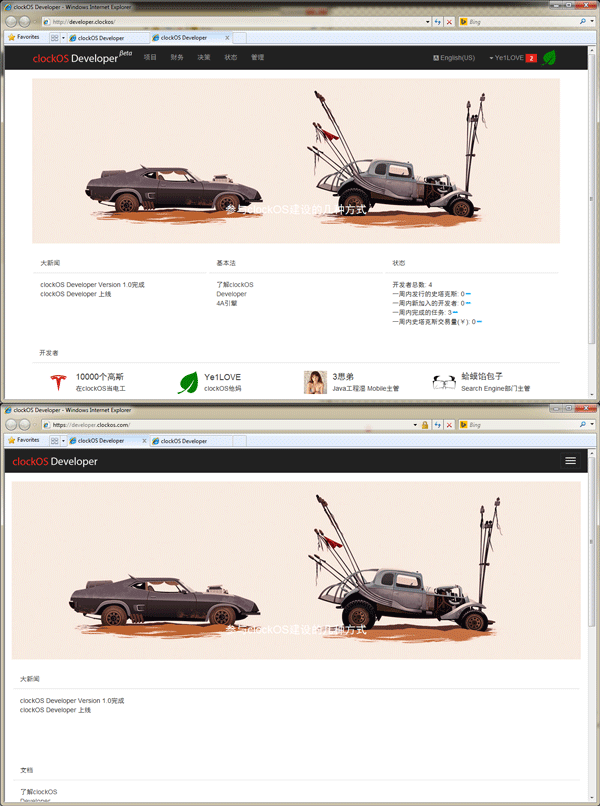 clockOS Developer - Windows Internet Explorer
http://developer.clockos/
Bing
Favorites
clockOS Developer
clockOS Developer
clockOS Developer βeta 项目 财务 决策 状态 管理 English(US) Ye1LOVE 2
参与clockOS建设的几种方式
大新闻 基本法 状态
clockOS Developer Version 1.0完成
clockOS Developer 上线
了解clockOS
Developer
4A引擎
开发者总数: 4
一周内发行的史塔克斯: 0
一周内新加入的开发者: 0
一周内完成的任务: 3
一周内史塔克斯交易量(￥): 0
开发者
10000个高斯
在clockOS当电工
Ye1LOVE
clockOS他妈
3思弟
Java工程湿 Mobile主管
蛤蟆馅包子
Search Engine部门主管
clockOS Developer - Windows Internet Explorer
https://developer.clockos.com/
Bing
Favorites
clockOS Developer
clockOS Developer
clockOS Developer
参与clockOS建设的几种方式
大新闻
clockOS Developer Version 1.0完成
clockOS Developer 上线
文档
了解clockOS
Developer